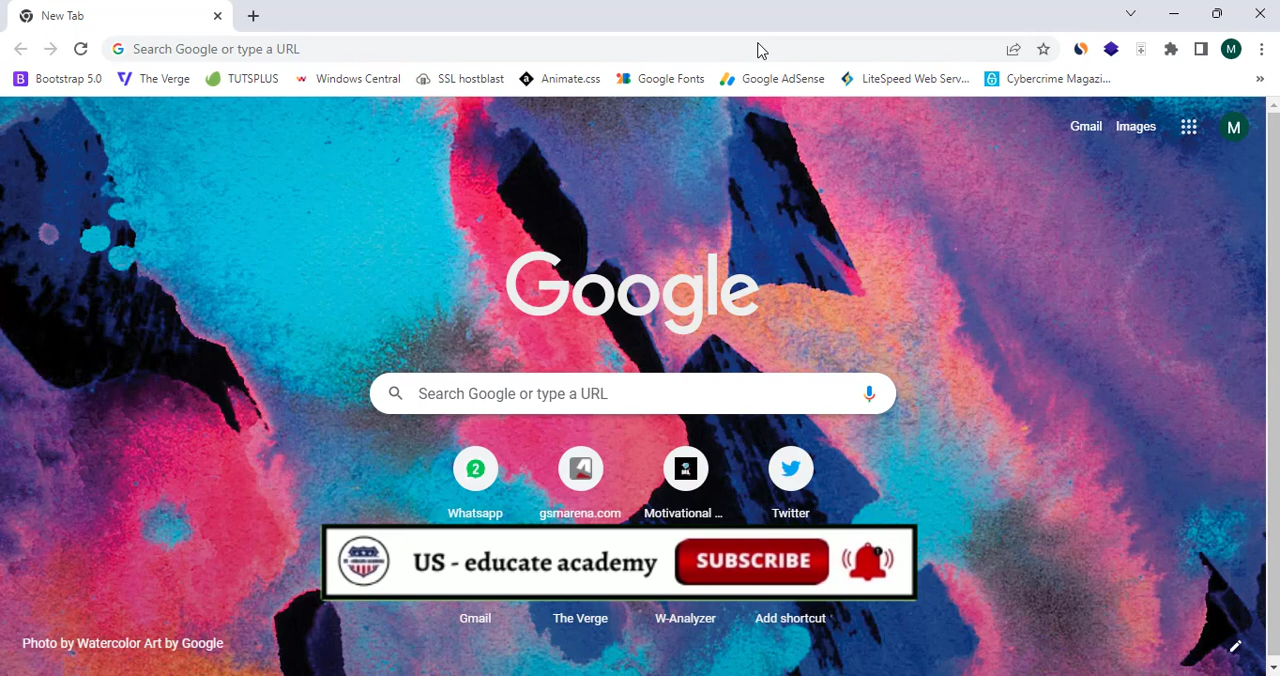 New Tab
Search Google or type a URL
M
Bootstrap 5.0 The Verge TUTSPLUS Windows Central SSL hostblast Animate.css Google Fonts Google AdSense LiteSpeed Web Serv... Cybercrime Magazi... »
Gmail Images M
Google
Search Google or type a URL
2
Whatsapp gsmarena.com Motivational ... Twitter
US - educate academy SUBSCRIBE
Gmail The Verge W-Analyzer Add shortcut
Photo by Watercolor Art by Google